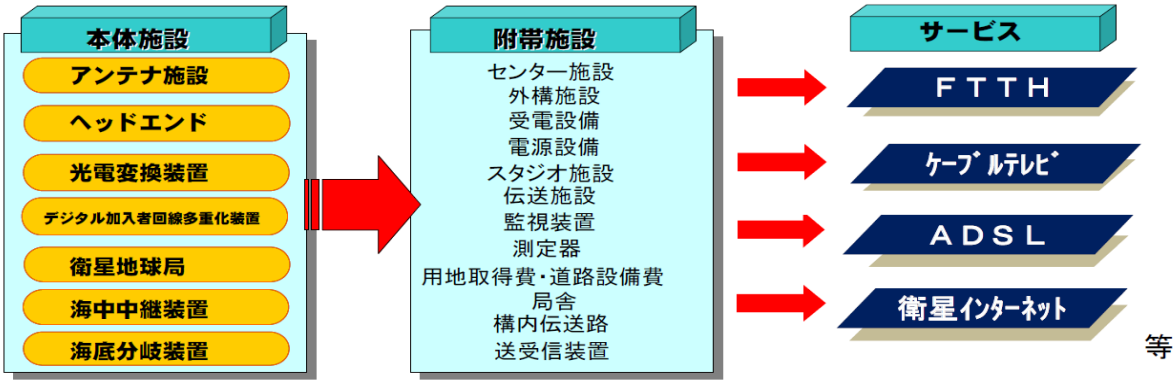 本体施設
アンテナ施設
ヘッドエンド
光電変換装置
デジタル加入者回線多重化装置
衛星地球局
海中中継装置
海底分岐装置
附帯施設
センター施設
外構施設
受電設備
電源設備
スタジオ施設
伝送施設
監視装置
測定器
用地取得費・道路設備費
局舎
構内伝送路
送受信装置
サービス
ＦＴＴＨ
ｹｰﾌﾞﾙﾃﾚﾋﾞ
ＡＤＳＬ
衛星ｲﾝﾀｰﾈｯﾄ
等